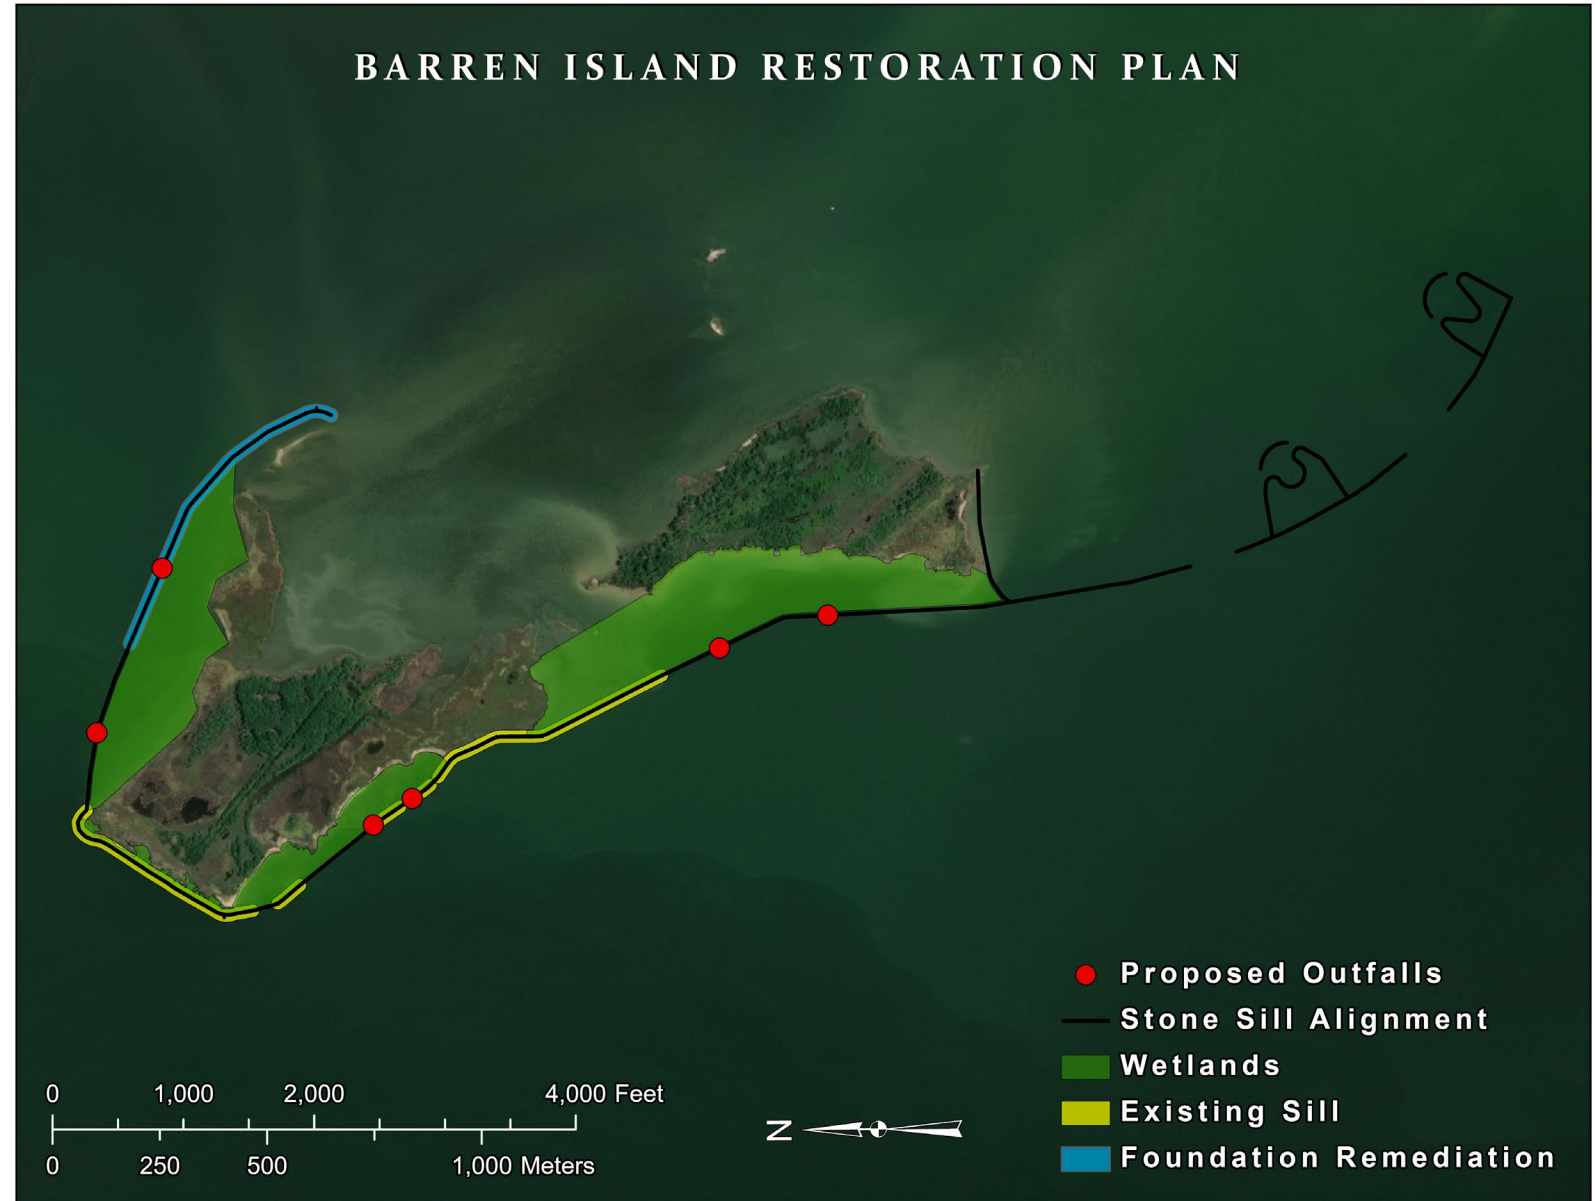 BARREN ISLAND RESTORATION PLAN
Proposed Outfalls
Stone Sill Alignment
Wetlands
Existing Sill
Foundation Remediation
0 1,000 2,000 4,000 Feet
0 250 500 1,000 Meters
N